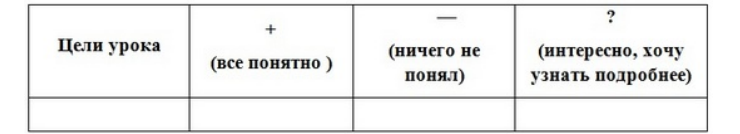 Цели урока
+
(все понятно )
—
(ничего не
понял)
?
(интересно, хочу
узнать подробнее)